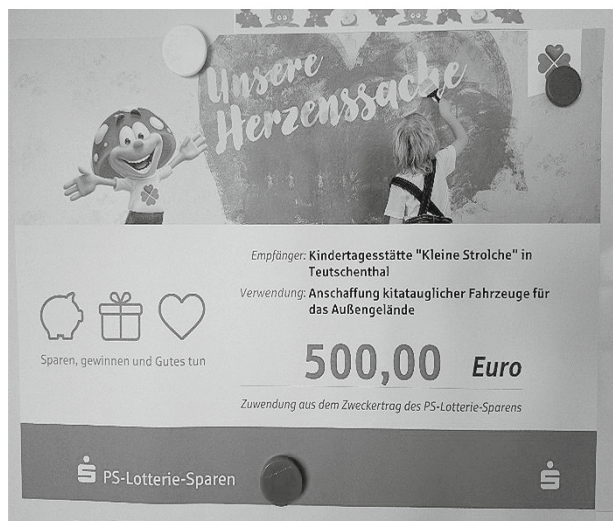 Unsere
Herzenssache
Empfänger: Kindertagesstätte "Kleine Strolche" in
Teutschenthal
Verwendung: Anschaffung kitatauglicher Fahrzeuge für
das Außengelände
Sparen, gewinnen und Gutes tun
500,00 Euro
Zuwendung aus dem Zweckertrag des PS-Lotterie-Sparens
PS-Lotterie-Sparen